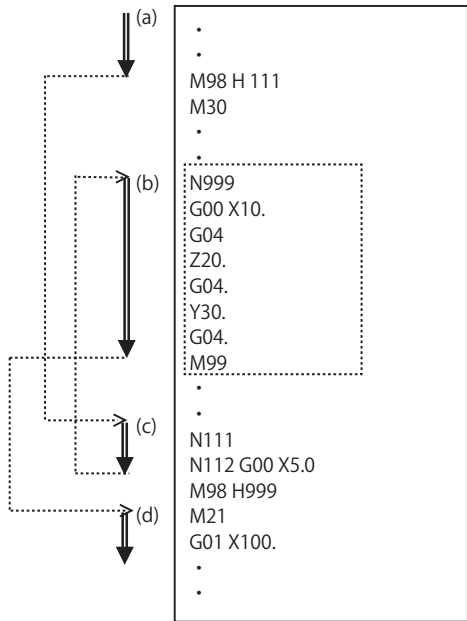 (a)
•
•
M98 H 111
M30
•
•
(b)
N999
G00 X10.
G04
Z20.
G04.
Y30.
G04.
M99
•
•
(c)
N111
N112 G00 X5.0
M98 H999
(d)
M21
G01 X100.
•
•